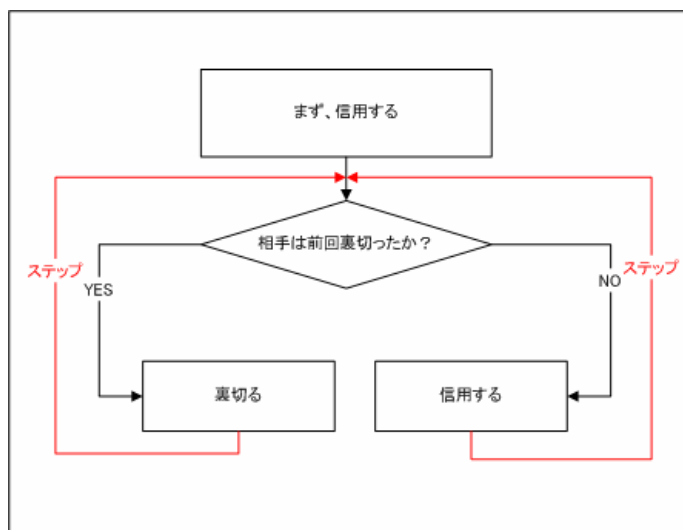 まず、信用する
相手は前回裏切ったか？
ステップ
YES
ステップ
NO
裏切る
信用する